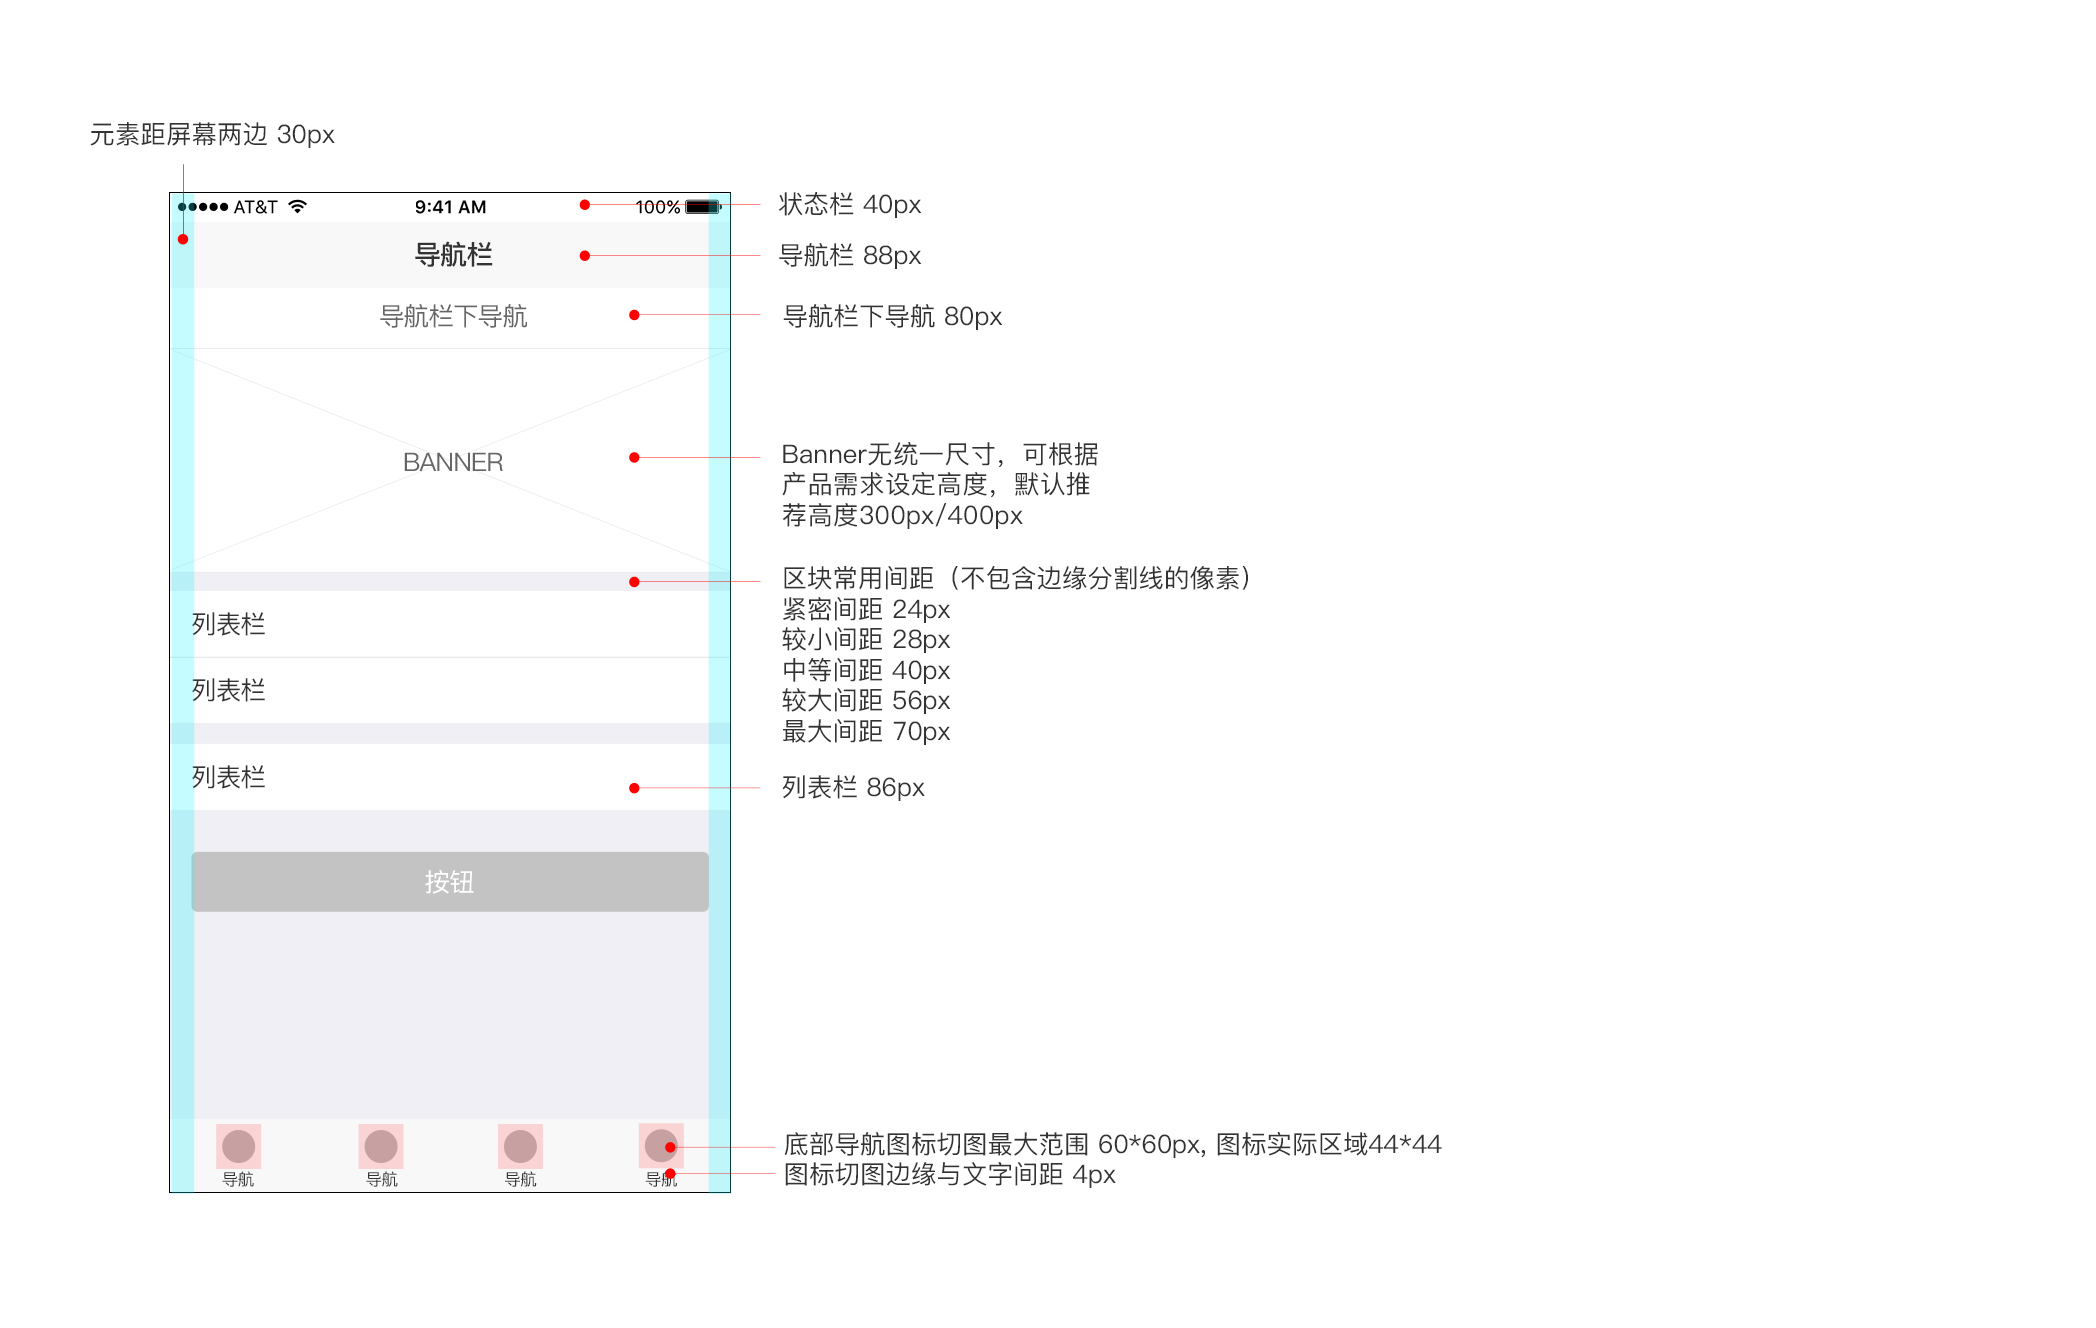 元素距屏幕两边 30px
AT&T 9:41 AM 100%
状态栏 40px
导航栏
导航栏 88px
导航栏下导航
导航栏下导航 80px
BANNER
Banner无统一尺寸，可根据
产品需求设定高度，默认推
荐高度300px/400px
区块常用间距（不包含边缘分割线的像素）
紧密间距 24px
较小间距 28px
中等间距 40px
较大间距 56px
最大间距 70px
列表栏
列表栏
列表栏
列表栏 86px
按钮
底部导航图标切图最大范围 60*60px, 图标实际区域44*44
图标切图边缘与文字间距 4px
导航 导航 导航 导航